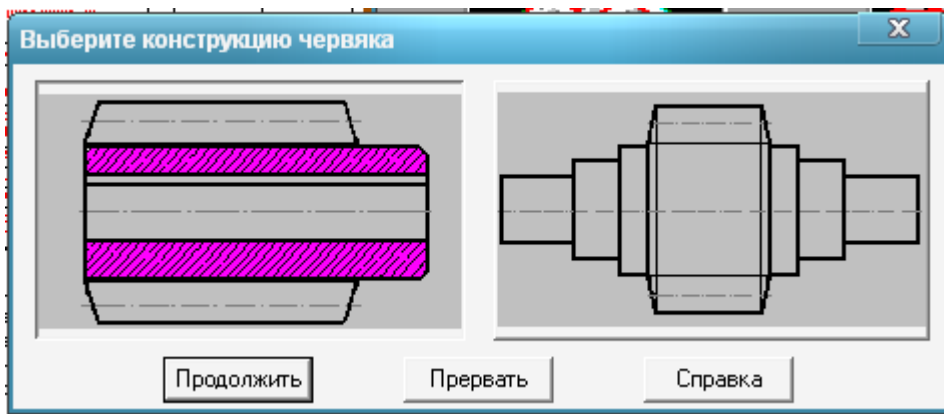 Выберите конструкцию червяка
Продолжить
Прервать
Справка